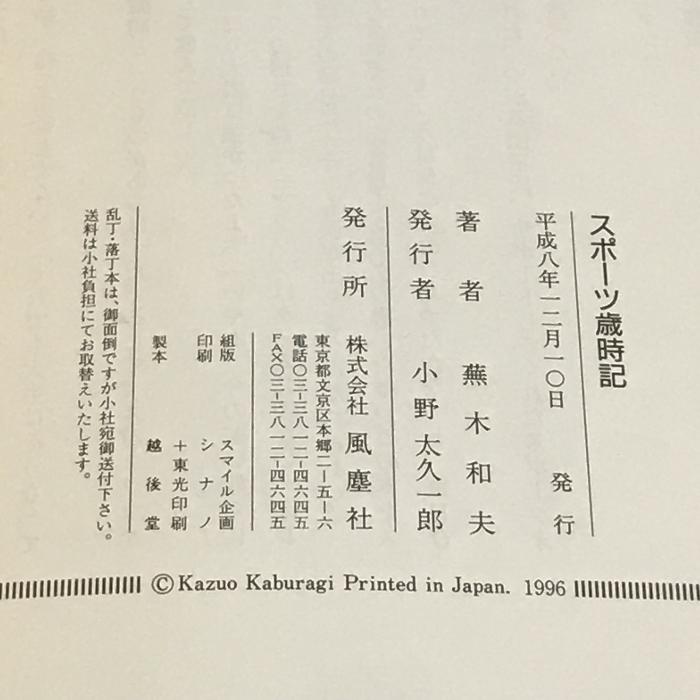 スポーツ歳時記
平成八年一二月一〇日 発行
著者 蕪木和夫
発行者 小野太久一郎
発行所 株式会社 風塵社
東京都文京区本郷二ー五ー六
電話〇三ー三八一二ー四六四五
FAX〇三ー三八一二ー四六四五
組版 スマイル企画
印刷 シナノ
+東光印刷
製本 越後堂
乱丁・落丁本は、御面倒ですが小社宛御送付下さい。
送料は小社負担にてお取替えいたします。
©Kazuo Kaburagi Printed in Japan. 1996